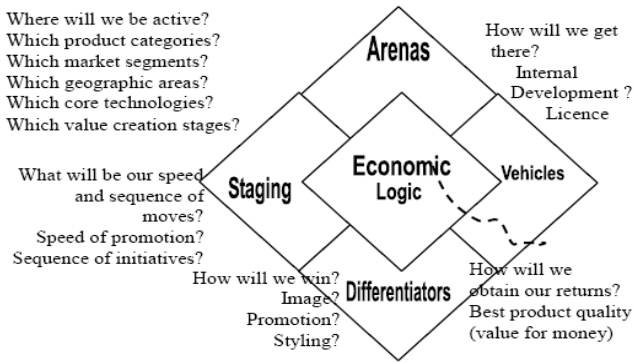 Where will we be active?
Which product categories?
Which market segments?
Which geographic areas?
Which core technologies?
Which value creation stages?
Arenas
How will we get
there?
Internal
Development ?
Licence
What will be our speed
and sequence of
moves?
Speed of promotion?
Sequence of initiatives?
Staging
Economic
Logic
Vehicles
How will we win?
Image?
Promotion?
Styling?
Differentiators
How will we
obtain our returns?
Best product quality
(value for money)